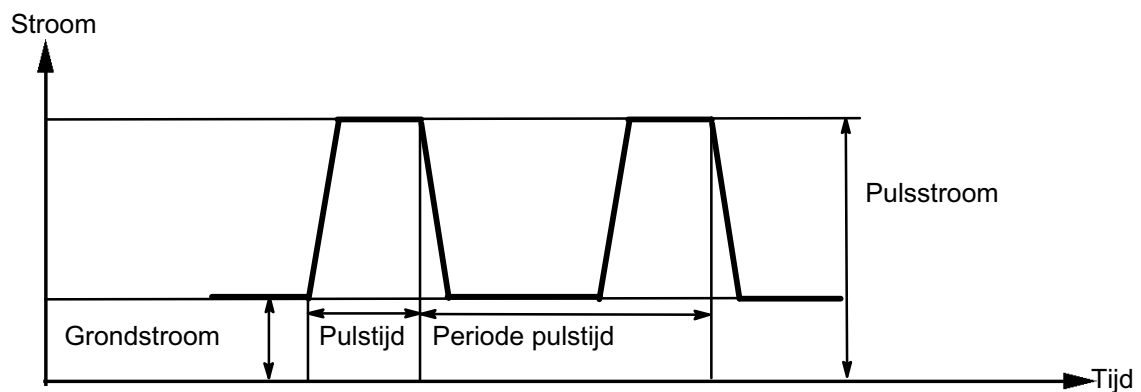 Stroom
Pulsstroom
Grondstroom
Pulstijd
Periode pulstijd
Tijd